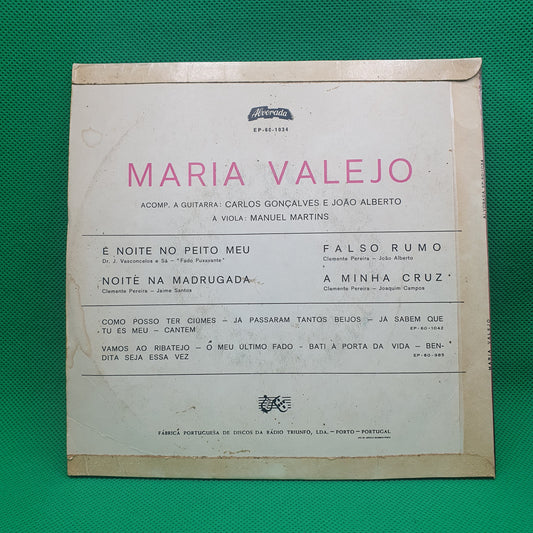 Alvorada
EP-60-1034
MARIA VALEJO
ACOMP. A GUITARRA: CARLOS GONÇALVES E JOÃO ALBERTO
À VIOLA: MANUEL MARTINS
É NOITE NO PEITO MEU
Dr. J. Vasconcelos e Sá – "Fado Puxavante"
FALSO RUMO
Clemente Pereira – João Alberto
NOITE NA MADRUGADA
Clemente Pereira – Jaime Santos
A MINHA CRUZ
Clemente Pereira – Joaquim Campos
COMO POSSO TER CIÚMES – JÁ PASSARAM TANTOS BEIJOS – JÁ SABEM QUE
TU ÉS MEU – CANTEM
EP-60-1042
VAMOS AO RIBATEJO – O MEU ÚLTIMO FADO - BATI À PORTA DA VIDA – BEN-
DITA SEJA ESSA VEZ
EP-60-985
FÁBRICA PORTUGUESA DE DISCOS DA RÁDIO TRIUNFO, LDA. – PORTO – PORTUGAL
MARIA VALEJO